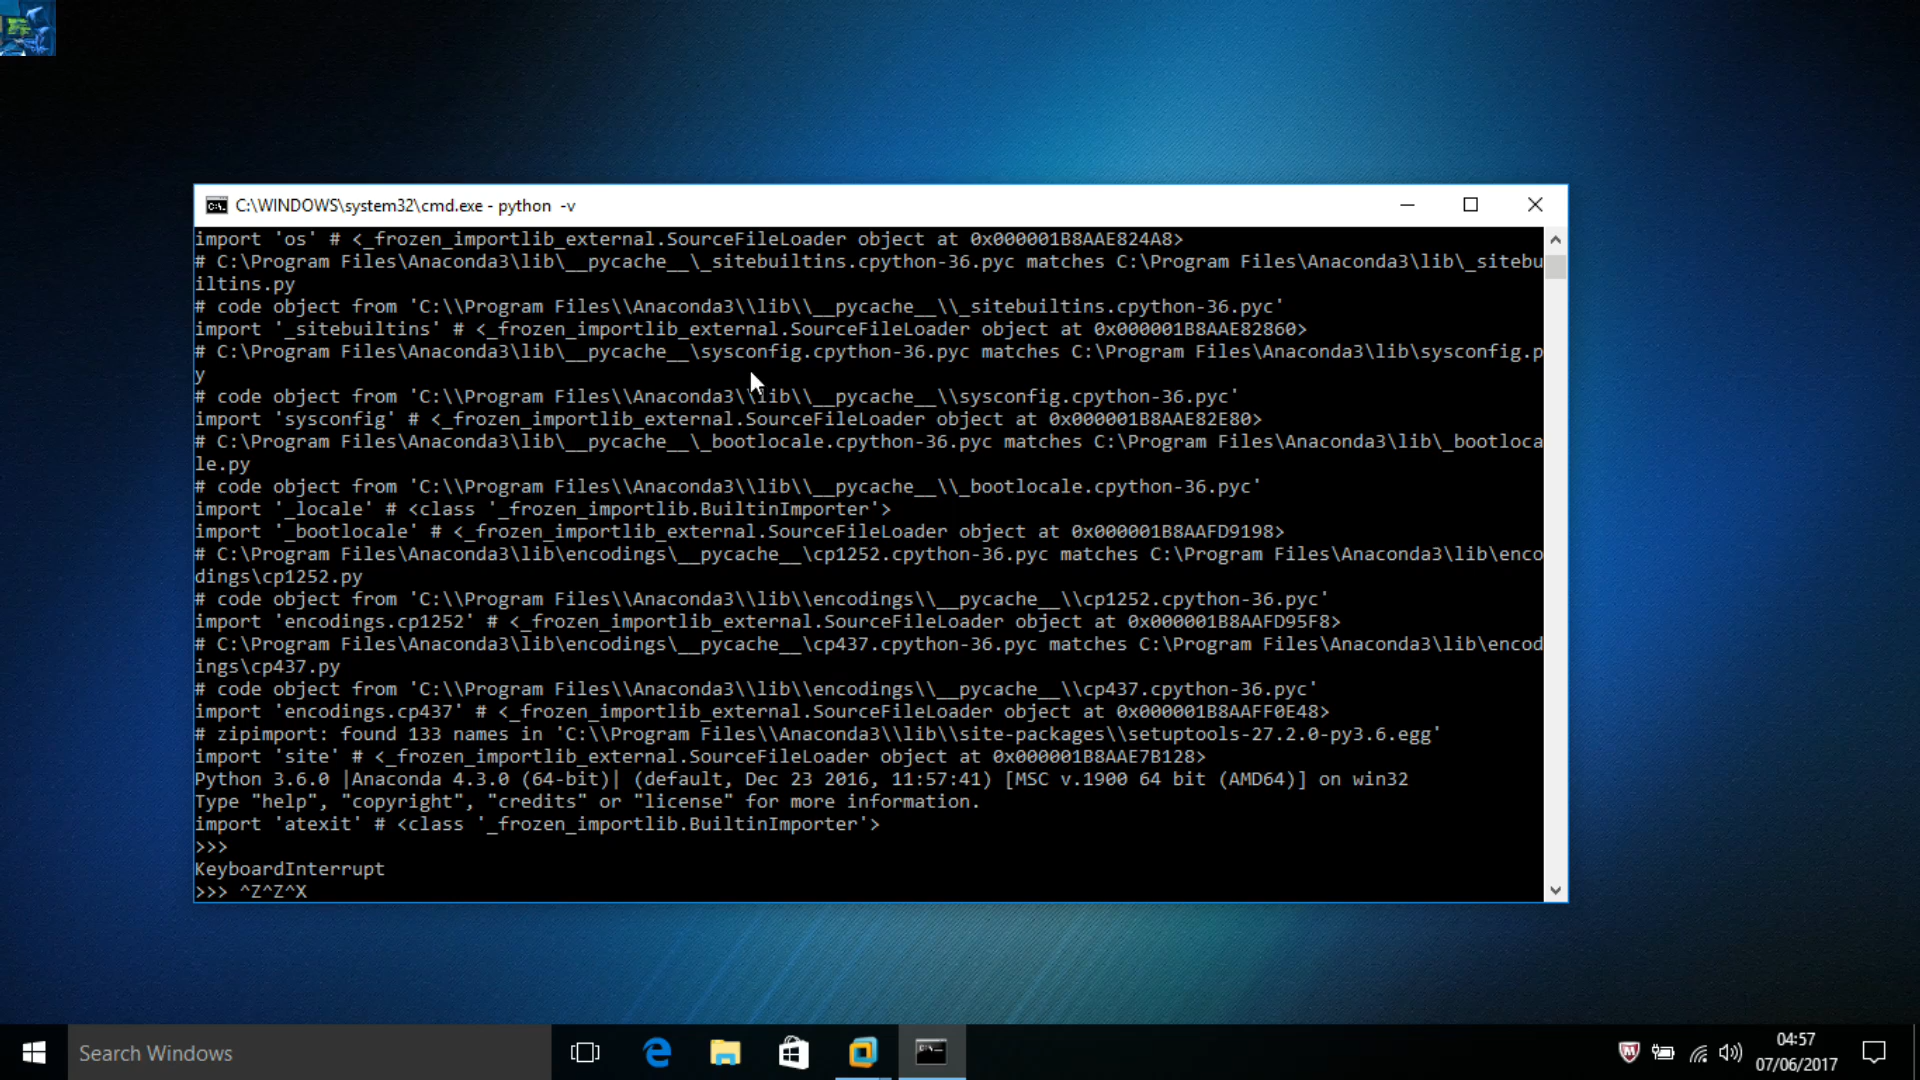 C:\WINDOWS\system32\cmd.exe - python  -v
import 'os' # <_frozen_importlib_external.SourceFileLoader object at 0x000001B8AAE824A8>
# C:\Program Files\Anaconda3\lib\__pycache__\_sitebuiltins.cpython-36.pyc matches C:\Program Files\Anaconda3\lib\_sitebu
iltins.py
# code object from 'C:\\Program Files\\Anaconda3\\lib\\__pycache__\\_sitebuiltins.cpython-36.pyc'
import '_sitebuiltins' # <_frozen_importlib_external.SourceFileLoader object at 0x000001B8AAE82860>
# C:\Program Files\Anaconda3\lib\__pycache__\sysconfig.cpython-36.pyc matches C:\Program Files\Anaconda3\lib\sysconfig.p
y
# code object from 'C:\\Program Files\\Anaconda3\\lib\\__pycache__\\sysconfig.cpython-36.pyc'
import 'sysconfig' # <_frozen_importlib_external.SourceFileLoader object at 0x000001B8AAE82E80>
# C:\Program Files\Anaconda3\lib\__pycache__\_bootlocale.cpython-36.pyc matches C:\Program Files\Anaconda3\lib\_bootloca
le.py
# code object from 'C:\\Program Files\\Anaconda3\\lib\\__pycache__\\_bootlocale.cpython-36.pyc'
import '_locale' # <class '_frozen_importlib.BuiltinImporter'>
import '_bootlocale' # <_frozen_importlib_external.SourceFileLoader object at 0x000001B8AAFD9198>
# C:\Program Files\Anaconda3\lib\encodings\__pycache__\cp1252.cpython-36.pyc matches C:\Program Files\Anaconda3\lib\enco
dings\cp1252.py
# code object from 'C:\\Program Files\\Anaconda3\\lib\\encodings\\__pycache__\\cp1252.cpython-36.pyc'
import 'encodings.cp1252' # <_frozen_importlib_external.SourceFileLoader object at 0x000001B8AAFD95F8>
# C:\Program Files\Anaconda3\lib\encodings\__pycache__\cp437.cpython-36.pyc matches C:\Program Files\Anaconda3\lib\encod
ings\cp437.py
# code object from 'C:\\Program Files\\Anaconda3\\lib\\encodings\\__pycache__\\cp437.cpython-36.pyc'
import 'encodings.cp437' # <_frozen_importlib_external.SourceFileLoader object at 0x000001B8AAFF0E48>
# zipimport: found 133 names in 'C:\\Program Files\\Anaconda3\\lib\\site-packages\\setuptools-27.2.0-py3.6.egg'
import 'site' # <_frozen_importlib_external.SourceFileLoader object at 0x000001B8AAE7B128>
Python 3.6.0 |Anaconda 4.3.0 (64-bit)| (default, Dec 23 2016, 11:57:41) [MSC v.1900 64 bit (AMD64)] on win32
Type "help", "copyright", "credits" or "license" for more information.
import 'atexit' # <class '_frozen_importlib.BuiltinImporter'>
>>>
KeyboardInterrupt
>>> ^Z^Z^X
Search Windows
04:57
07/06/2017